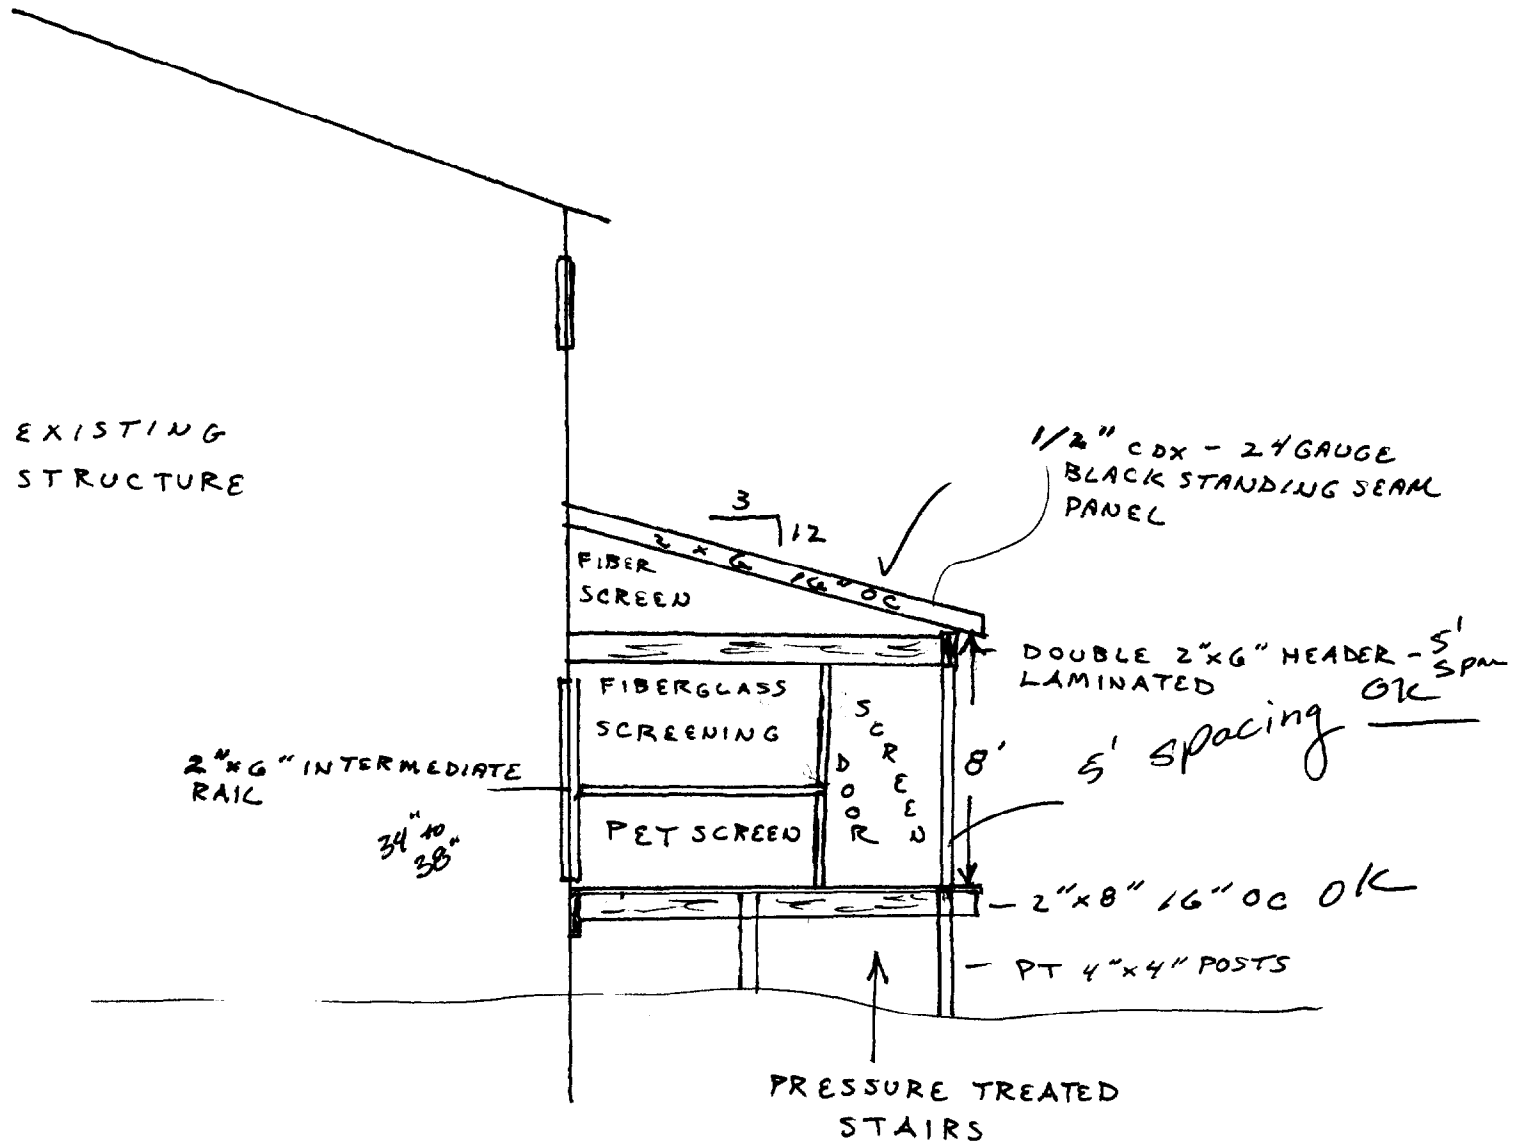 EXISTING
STRUCTURE
1/2" CDX - 24 GAUGE
BLACK STANDING SEAM
PANEL
3
12
2 x 6 16" OC
FIBER
SCREEN
DOUBLE 2"x6" HEADER - 5'
span
LAMINATED
OK
FIBERGLASS
SCREENING
SCREEN
DOOR
5' spacing
8'
2"x6" INTERMEDIATE
RAIL
34" to
38"
PET SCREEN
2"x8" 16" OC OK
PT 4"x4" POSTS
PRESSURE TREATED
STAIRS